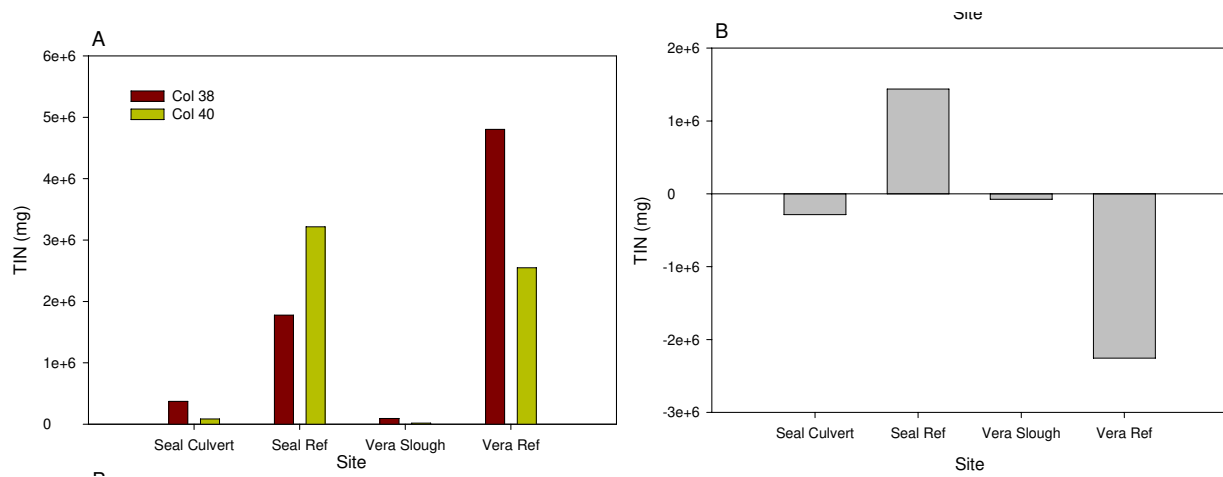 A
6e+6
5e+6
4e+6
3e+6
2e+6
1e+6
0
TIN (mg)
Col 38
Col 40
Seal Culvert Seal Ref Vera Slough Vera Ref
Site
Site
B
2e+6
1e+6
0
-1e+6
-2e+6
-3e+6
TIN (mg)
Seal Culvert Seal Ref Vera Slough Vera Ref
Site